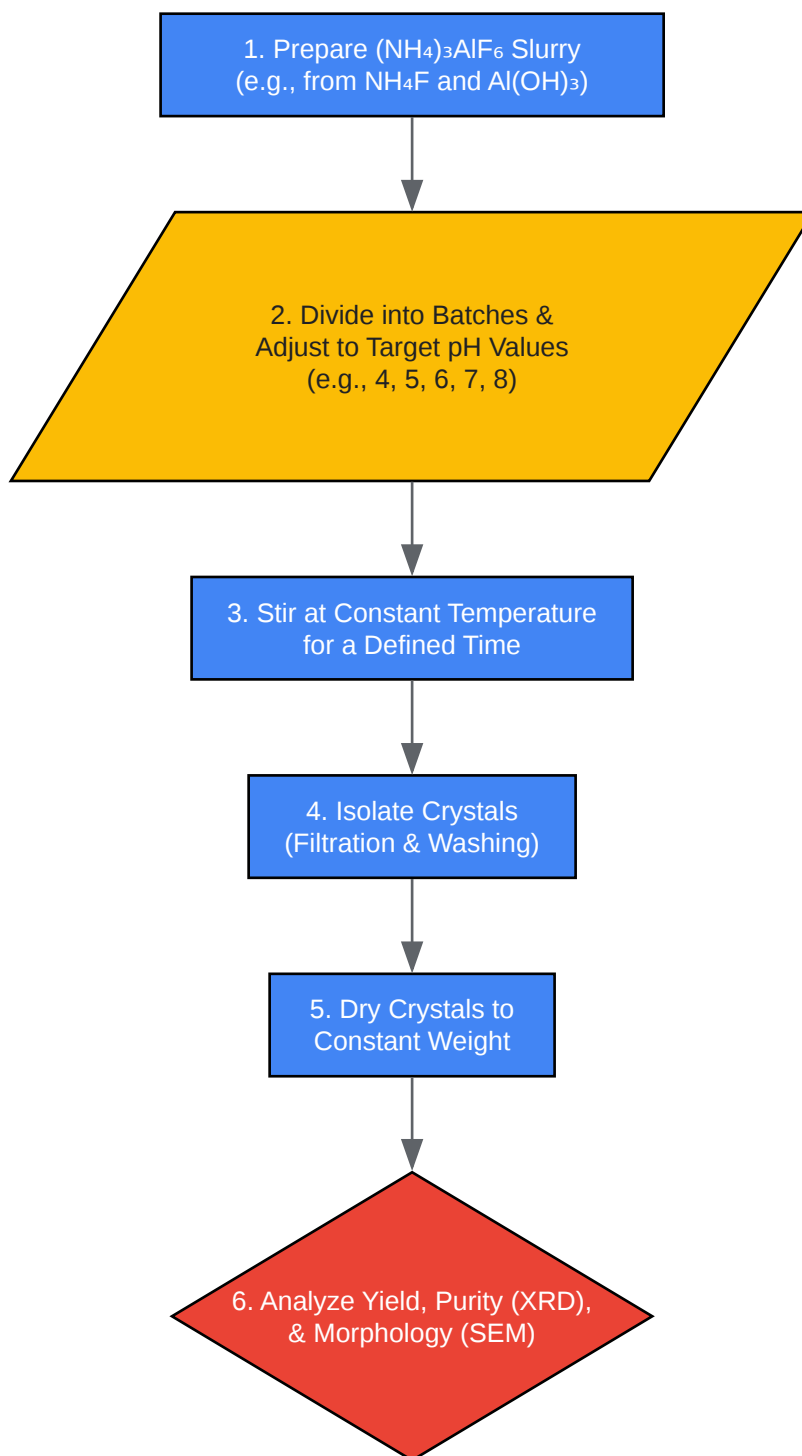 1. Prepare (NH₄)₃AlF₆ Slurry
(e.g., from NH₄F and Al(OH)₃)
2. Divide into Batches &
Adjust to Target pH Values
(e.g., 4, 5, 6, 7, 8)
3. Stir at Constant Temperature
for a Defined Time
4. Isolate Crystals
(Filtration & Washing)
5. Dry Crystals to
Constant Weight
6. Analyze Yield, Purity (XRD),
& Morphology (SEM)